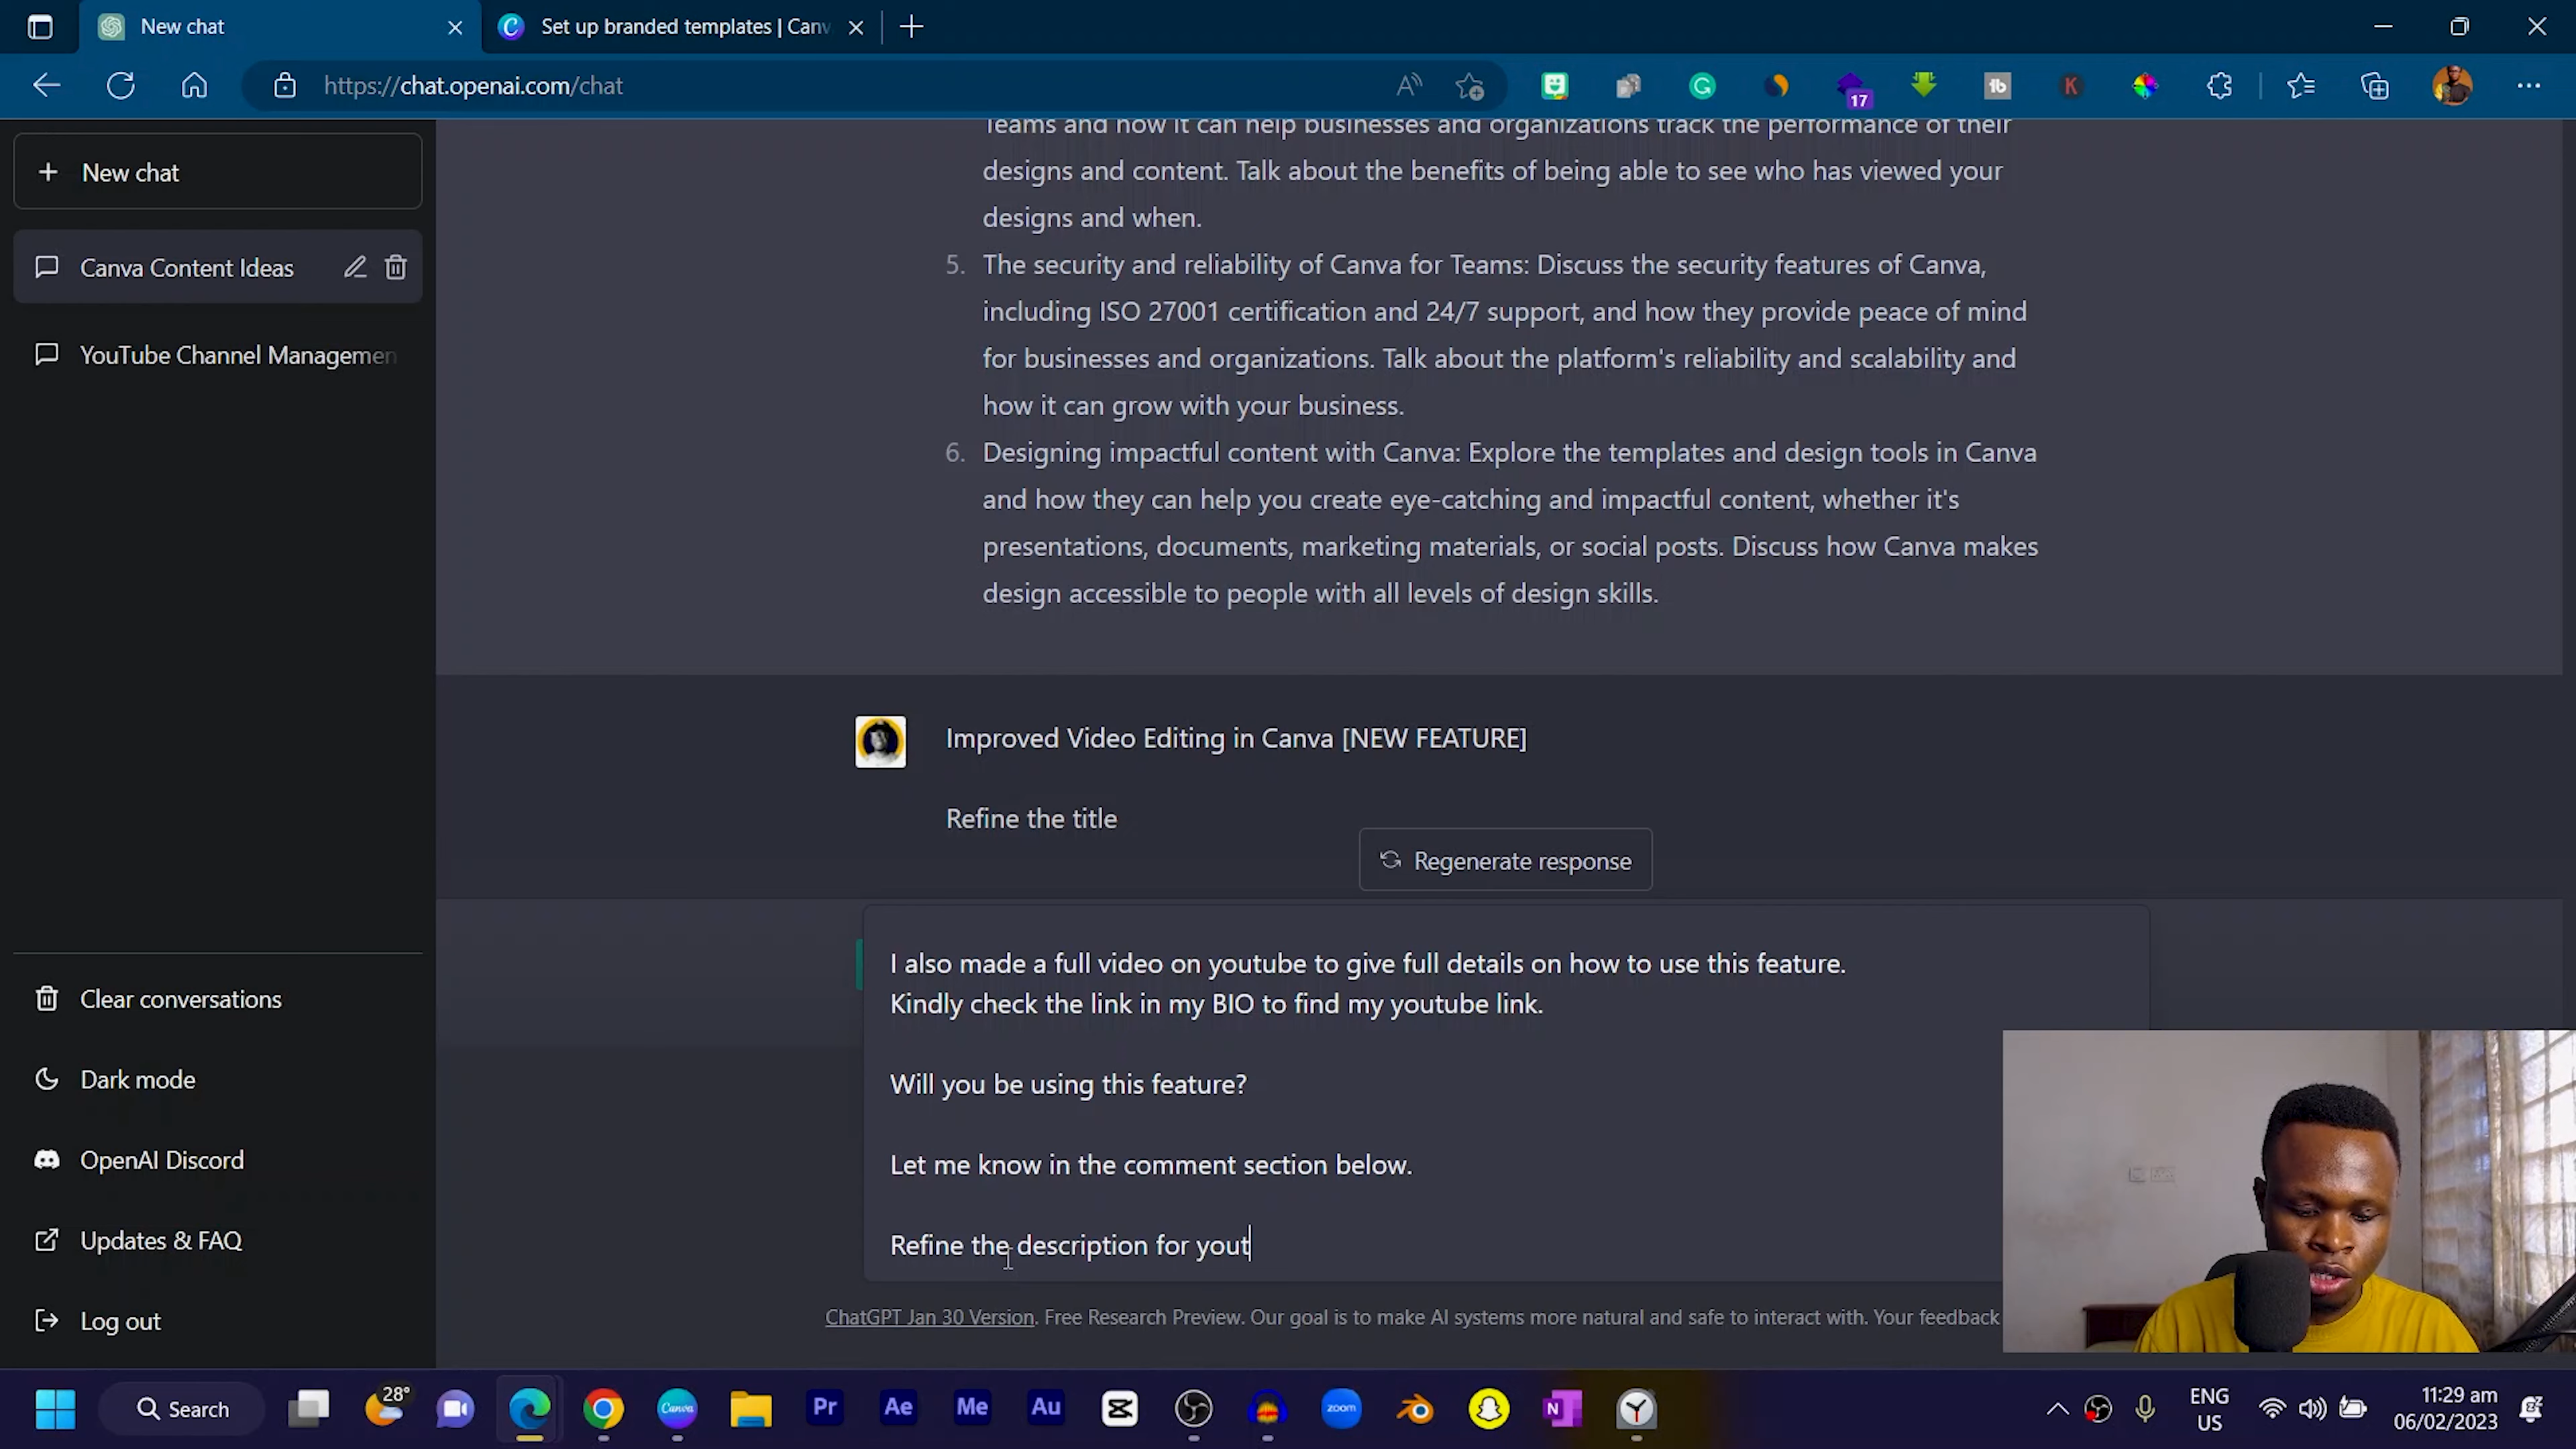 New chat
Set up branded templates | Canv
https://chat.openai.com/chat
17
New chat
Canva Content Ideas
YouTube Channel Managemen
Teams and how it can help businesses and organizations track the performance of their
designs and content. Talk about the benefits of being able to see who has viewed your
designs and when.
5. The security and reliability of Canva for Teams: Discuss the security features of Canva,
including ISO 27001 certification and 24/7 support, and how they provide peace of mind
for businesses and organizations. Talk about the platform's reliability and scalability and
how it can grow with your business.
6. Designing impactful content with Canva: Explore the templates and design tools in Canva
and how they can help you create eye-catching and impactful content, whether it's
presentations, documents, marketing materials, or social posts. Discuss how Canva makes
design accessible to people with all levels of design skills.
Improved Video Editing in Canva [NEW FEATURE]
Refine the title
Regenerate response
I also made a full video on youtube to give full details on how to use this feature.
Kindly check the link in my BIO to find my youtube link.
Will you be using this feature?
Let me know in the comment section below.
Refine the description for yout
Clear conversations
Dark mode
OpenAI Discord
Updates & FAQ
Log out
ChatGPT Jan 30 Version. Free Research Preview. Our goal is to make AI systems more natural and safe to interact with. Your feedback
Search
28°
Canva
Pr
Ae
Me
Au
zoom
N
ENG
US
11:29 am
06/02/2023